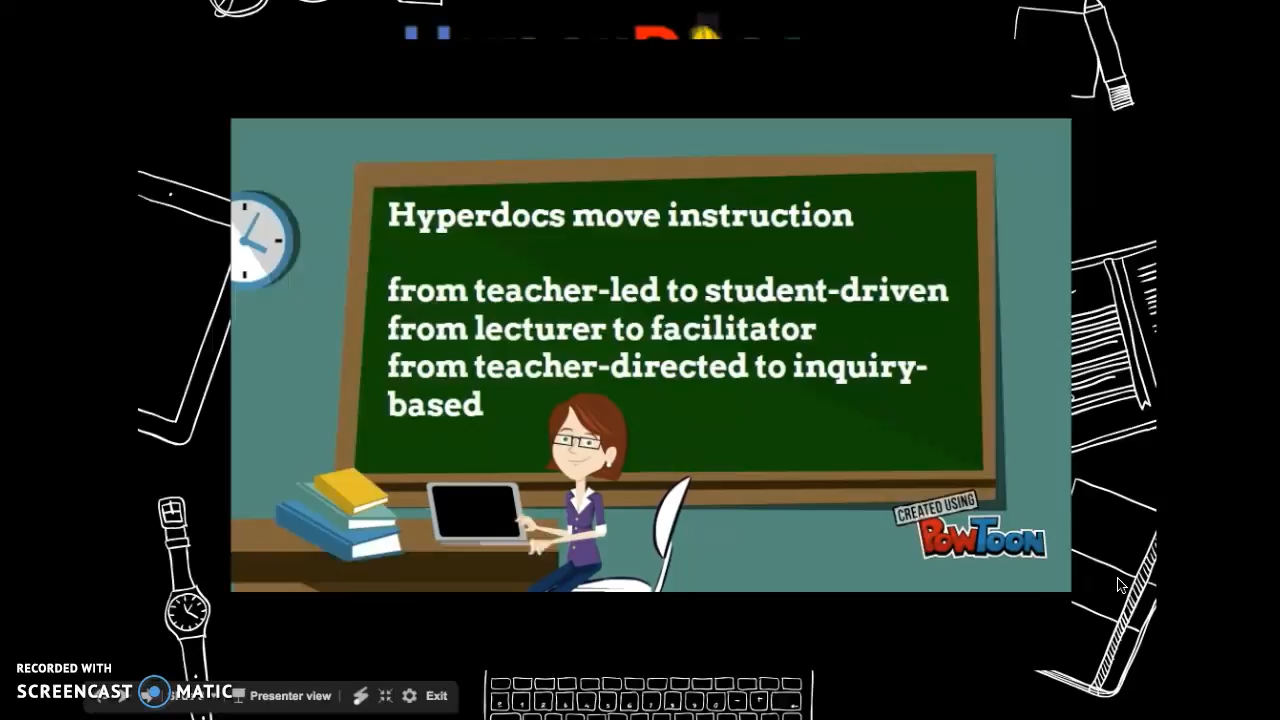 Hyperdocs move instruction
from teacher-led to student-driven
from lecturer to facilitator
from teacher-directed to inquiry-
based
CREATED USING
POWTOON
RECORDED WITH
SCREENCAST MATIC
Presenter view
Exit